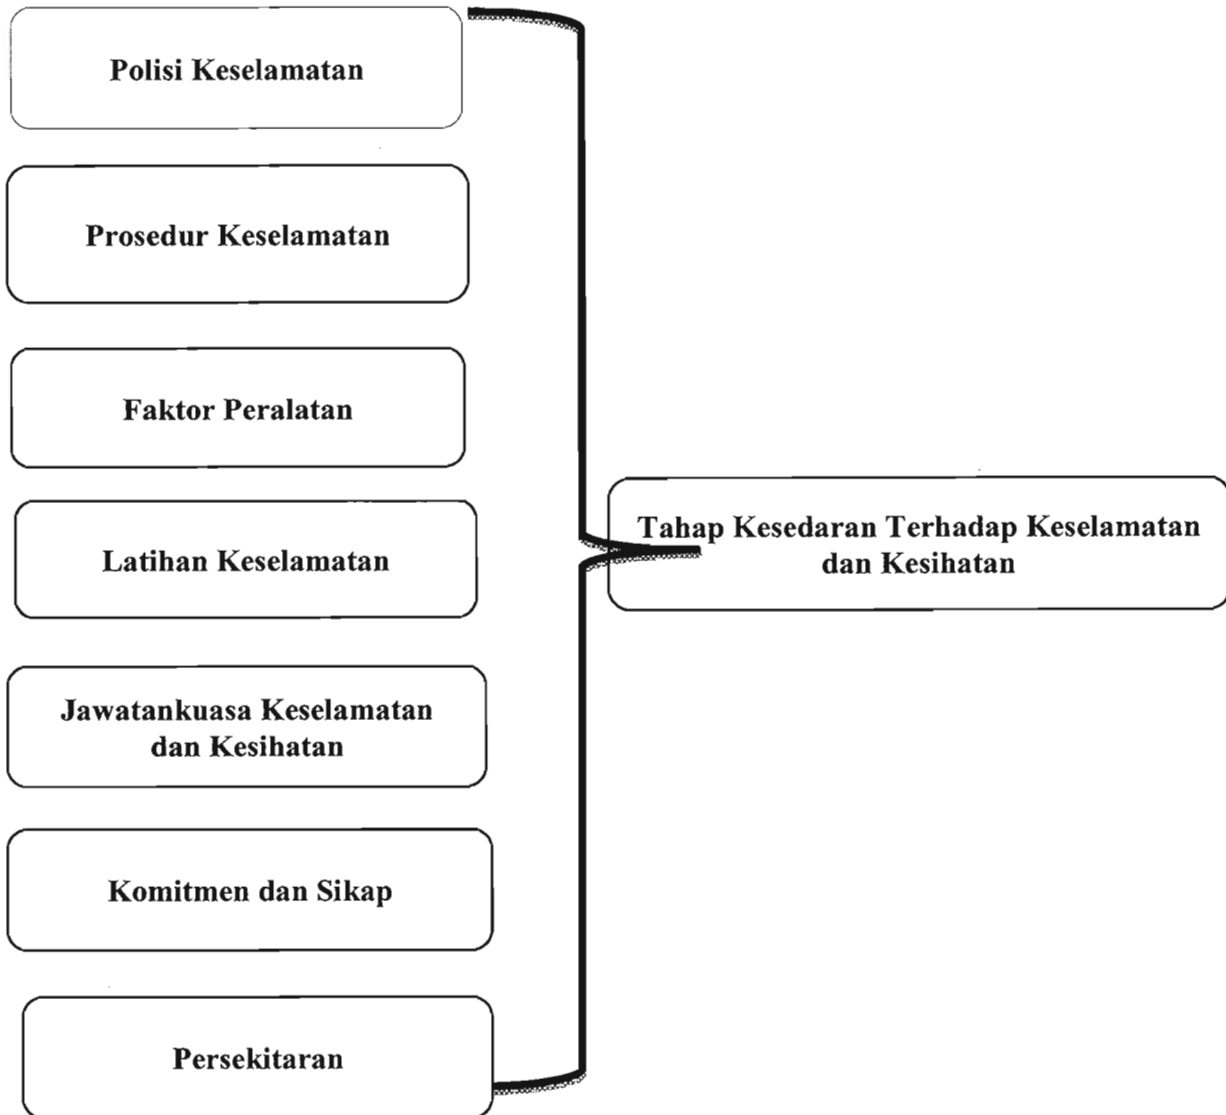 Polisi Keselamatan
Prosedur Keselamatan
Faktor Peralatan
Latihan Keselamatan
Tahap Kesedaran Terhadap Keselamatan
dan Kesihatan
Jawatankuasa Keselamatan
dan Kesihatan
Komitmen dan Sikap
Persekitaran